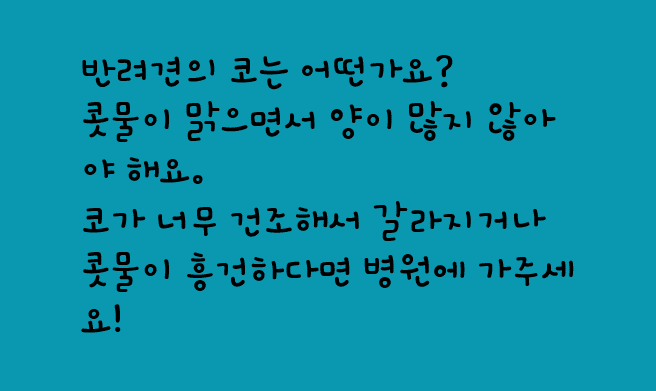 반려견의 코는 어떤가요?
콧물이 맑으면서 양이 많지 않아
야 해요.
코가 너무 건조해서 갈라지거나
콧물이 흥건하다면 병원에 가주세
요!